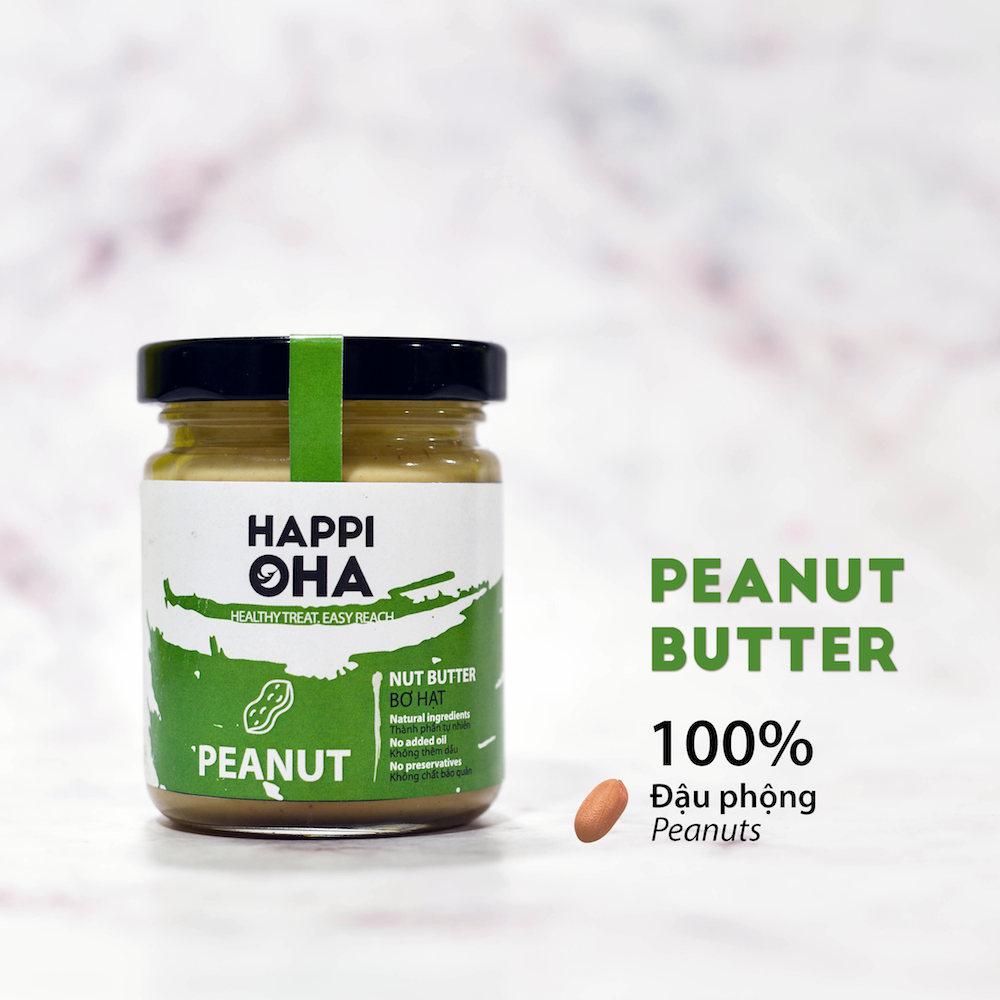 HAPPI
OHA
HEALTHY TREAT. EASY REACH
PEANUT
NUT BUTTER
BƠ HẠT
Natural ingredients
Thành phần tự nhiên
No added oil
Không thêm dầu
No preservatives
Không chất bảo quản
PEANUT
BUTTER
100%
Đậu phộng
Peanuts